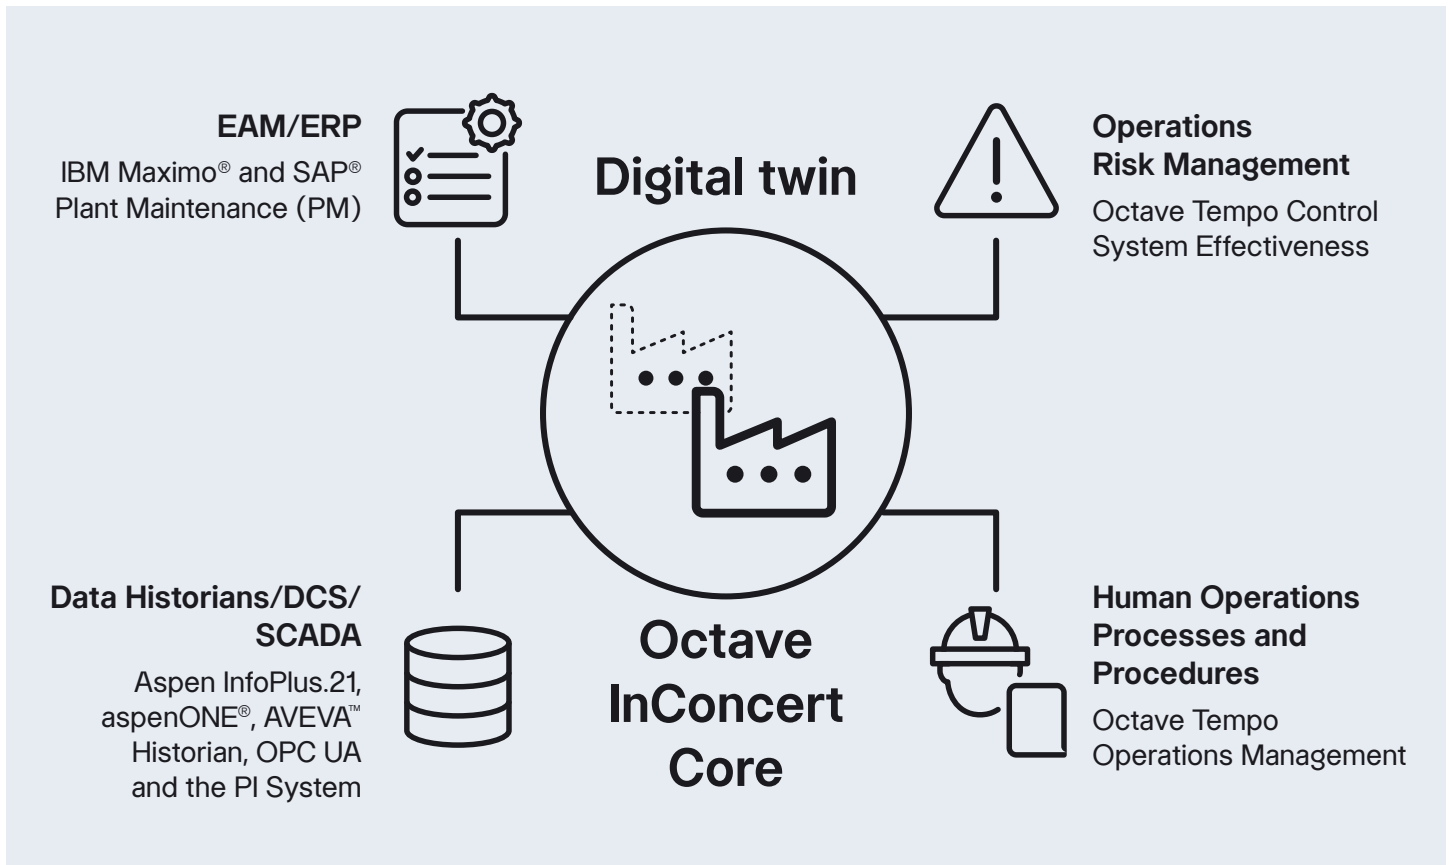 EAM/ERP
IBM Maximo® and SAP®
Plant Maintenance (PM)
Digital twin
Operations
Risk Management
Octave Tempo Control
System Effectiveness
Data Historians/DCS/
SCADA
Aspen InfoPlus.21,
aspenONE®, AVEVA™
Historian, OPC UA
and the PI System
Octave
InConcert
Core
Human Operations
Processes and
Procedures
Octave Tempo
Operations Management